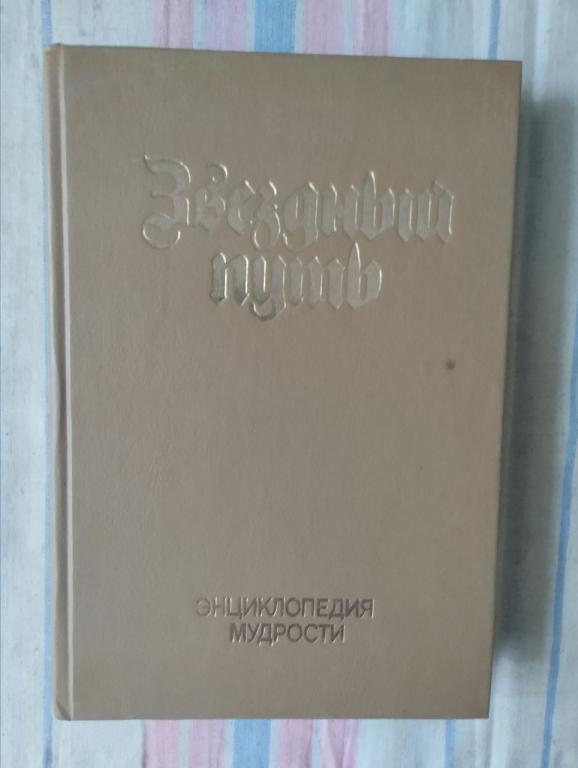 Звездный
путь
ЭНЦИКЛОПЕДИЯ
МУДРОСТИ